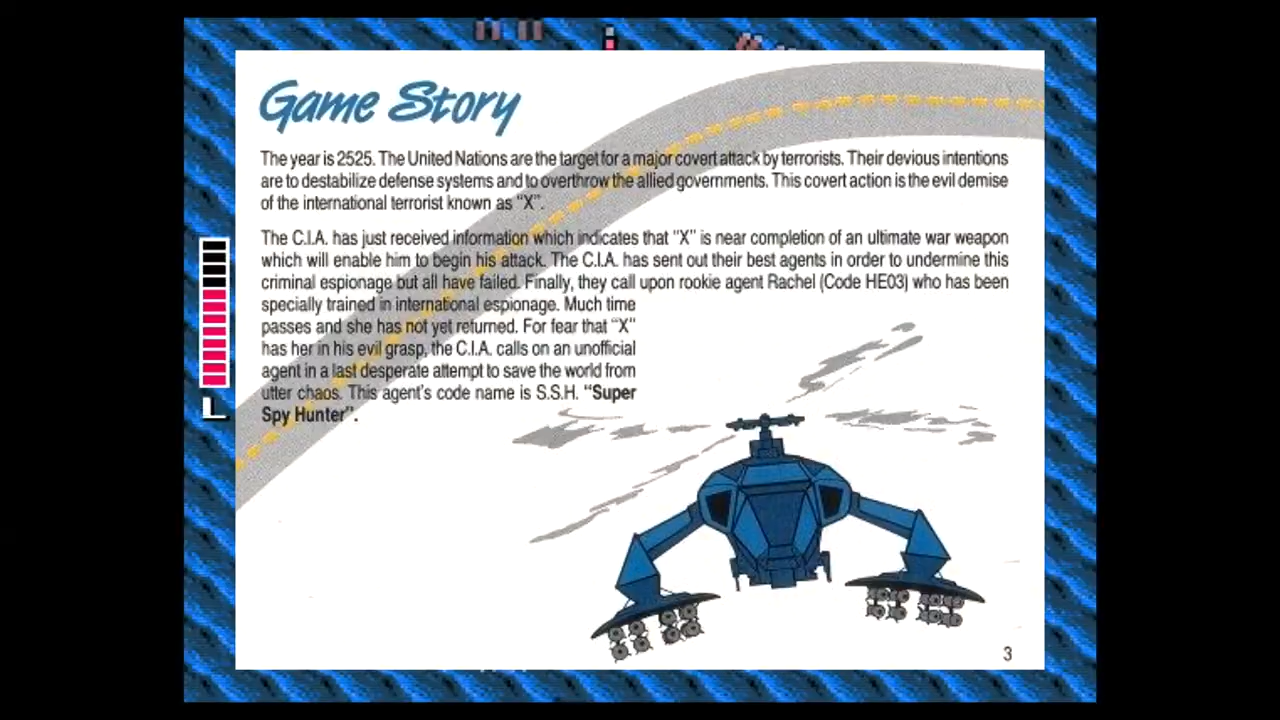 Game Story
The year is 2525. The United Nations are the target for a major covert attack by terrorists. Their devious intentions
are to destabilize defense systems and to overthrow the allied governments. This covert action is the evil demise
of the international terrorist known as “X”.
The C.I.A. has just received information which indicates that “X” is near completion of an ultimate war weapon
which will enable him to begin his attack. The C.I.A. has sent out their best agents in order to undermine this
criminal espionage but all have failed. Finally, they call upon rookie agent Rachel (Code HE03) who has been
specially trained in international espionage. Much time
passes and she has not yet returned. For fear that “X”
has her in his evil grasp, the C.I.A. calls on an unofficial
agent in a last desperate attempt to save the world from
utter chaos. This agent's code name is S.S.H. “Super
Spy Hunter”.
3